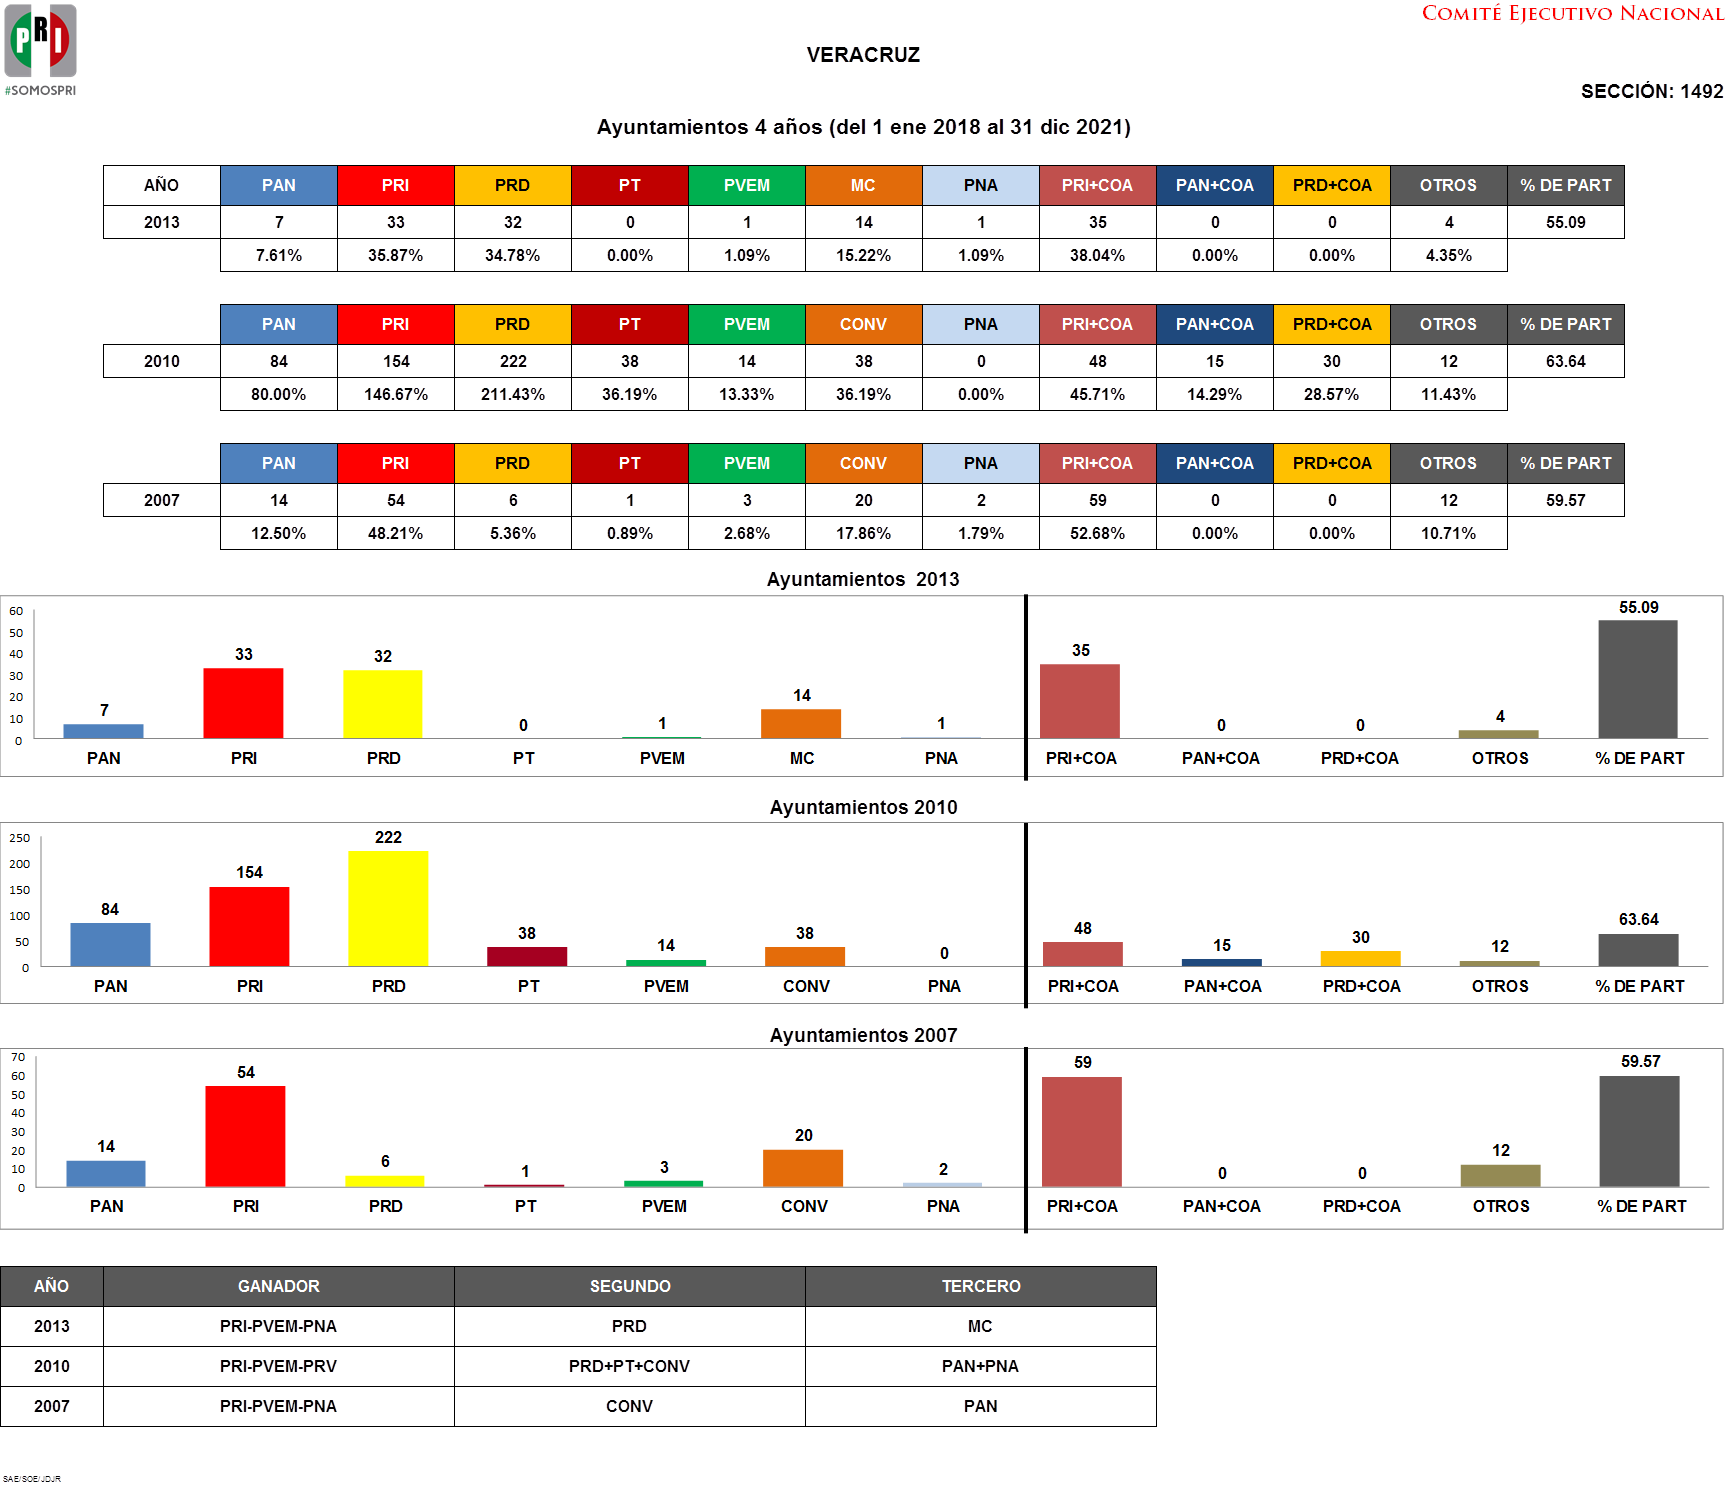 PRI
#SOMOSPRI
COMITÉ EJECUTIVO NACIONAL
VERACRUZ
SECCIÓN: 1492
Ayuntamientos 4 años (del 1 ene 2018 al 31 dic 2021)
AÑO PAN PRI PRD PT PVEM MC PNA PRI+COA PAN+COA PRD+COA OTROS % DE PART
2013 7 33 32 0 1 14 1 35 0 0 4 55.09
7.61% 35.87% 34.78% 0.00% 1.09% 15.22% 1.09% 38.04% 0.00% 0.00% 4.35%
PAN PRI PRD PT PVEM CONV PNA PRI+COA PAN+COA PRD+COA OTROS % DE PART
2010 84 154 222 38 14 38 0 48 15 30 12 63.64
80.00% 146.67% 211.43% 36.19% 13.33% 36.19% 0.00% 45.71% 14.29% 28.57% 11.43%
PAN PRI PRD PT PVEM CONV PNA PRI+COA PAN+COA PRD+COA OTROS % DE PART
2007 14 54 6 1 3 20 2 59 0 0 12 59.57
12.50% 48.21% 5.36% 0.89% 2.68% 17.86% 1.79% 52.68% 0.00% 0.00% 10.71%
Ayuntamientos 2013
60
50
40
30
20
10
0
7 33 32 0 1 14 1 35 0 0 4 55.09
PAN PRI PRD PT PVEM MC PNA PRI+COA PAN+COA PRD+COA OTROS % DE PART
Ayuntamientos 2010
250
200
150
100
50
0
84 154 222 38 14 38 0 48 15 30 12 63.64
PAN PRI PRD PT PVEM CONV PNA PRI+COA PAN+COA PRD+COA OTROS % DE PART
Ayuntamientos 2007
70
60
50
40
30
20
10
0
14 54 6 1 3 20 2 59 0 0 12 59.57
PAN PRI PRD PT PVEM CONV PNA PRI+COA PAN+COA PRD+COA OTROS % DE PART
AÑO GANADOR SEGUNDO TERCERO
2013 PRI-PVEM-PNA PRD MC
2010 PRI-PVEM-PRV PRD+PT+CONV PAN+PNA
2007 PRI-PVEM-PNA CONV PAN
SAE/SOE/JDJR